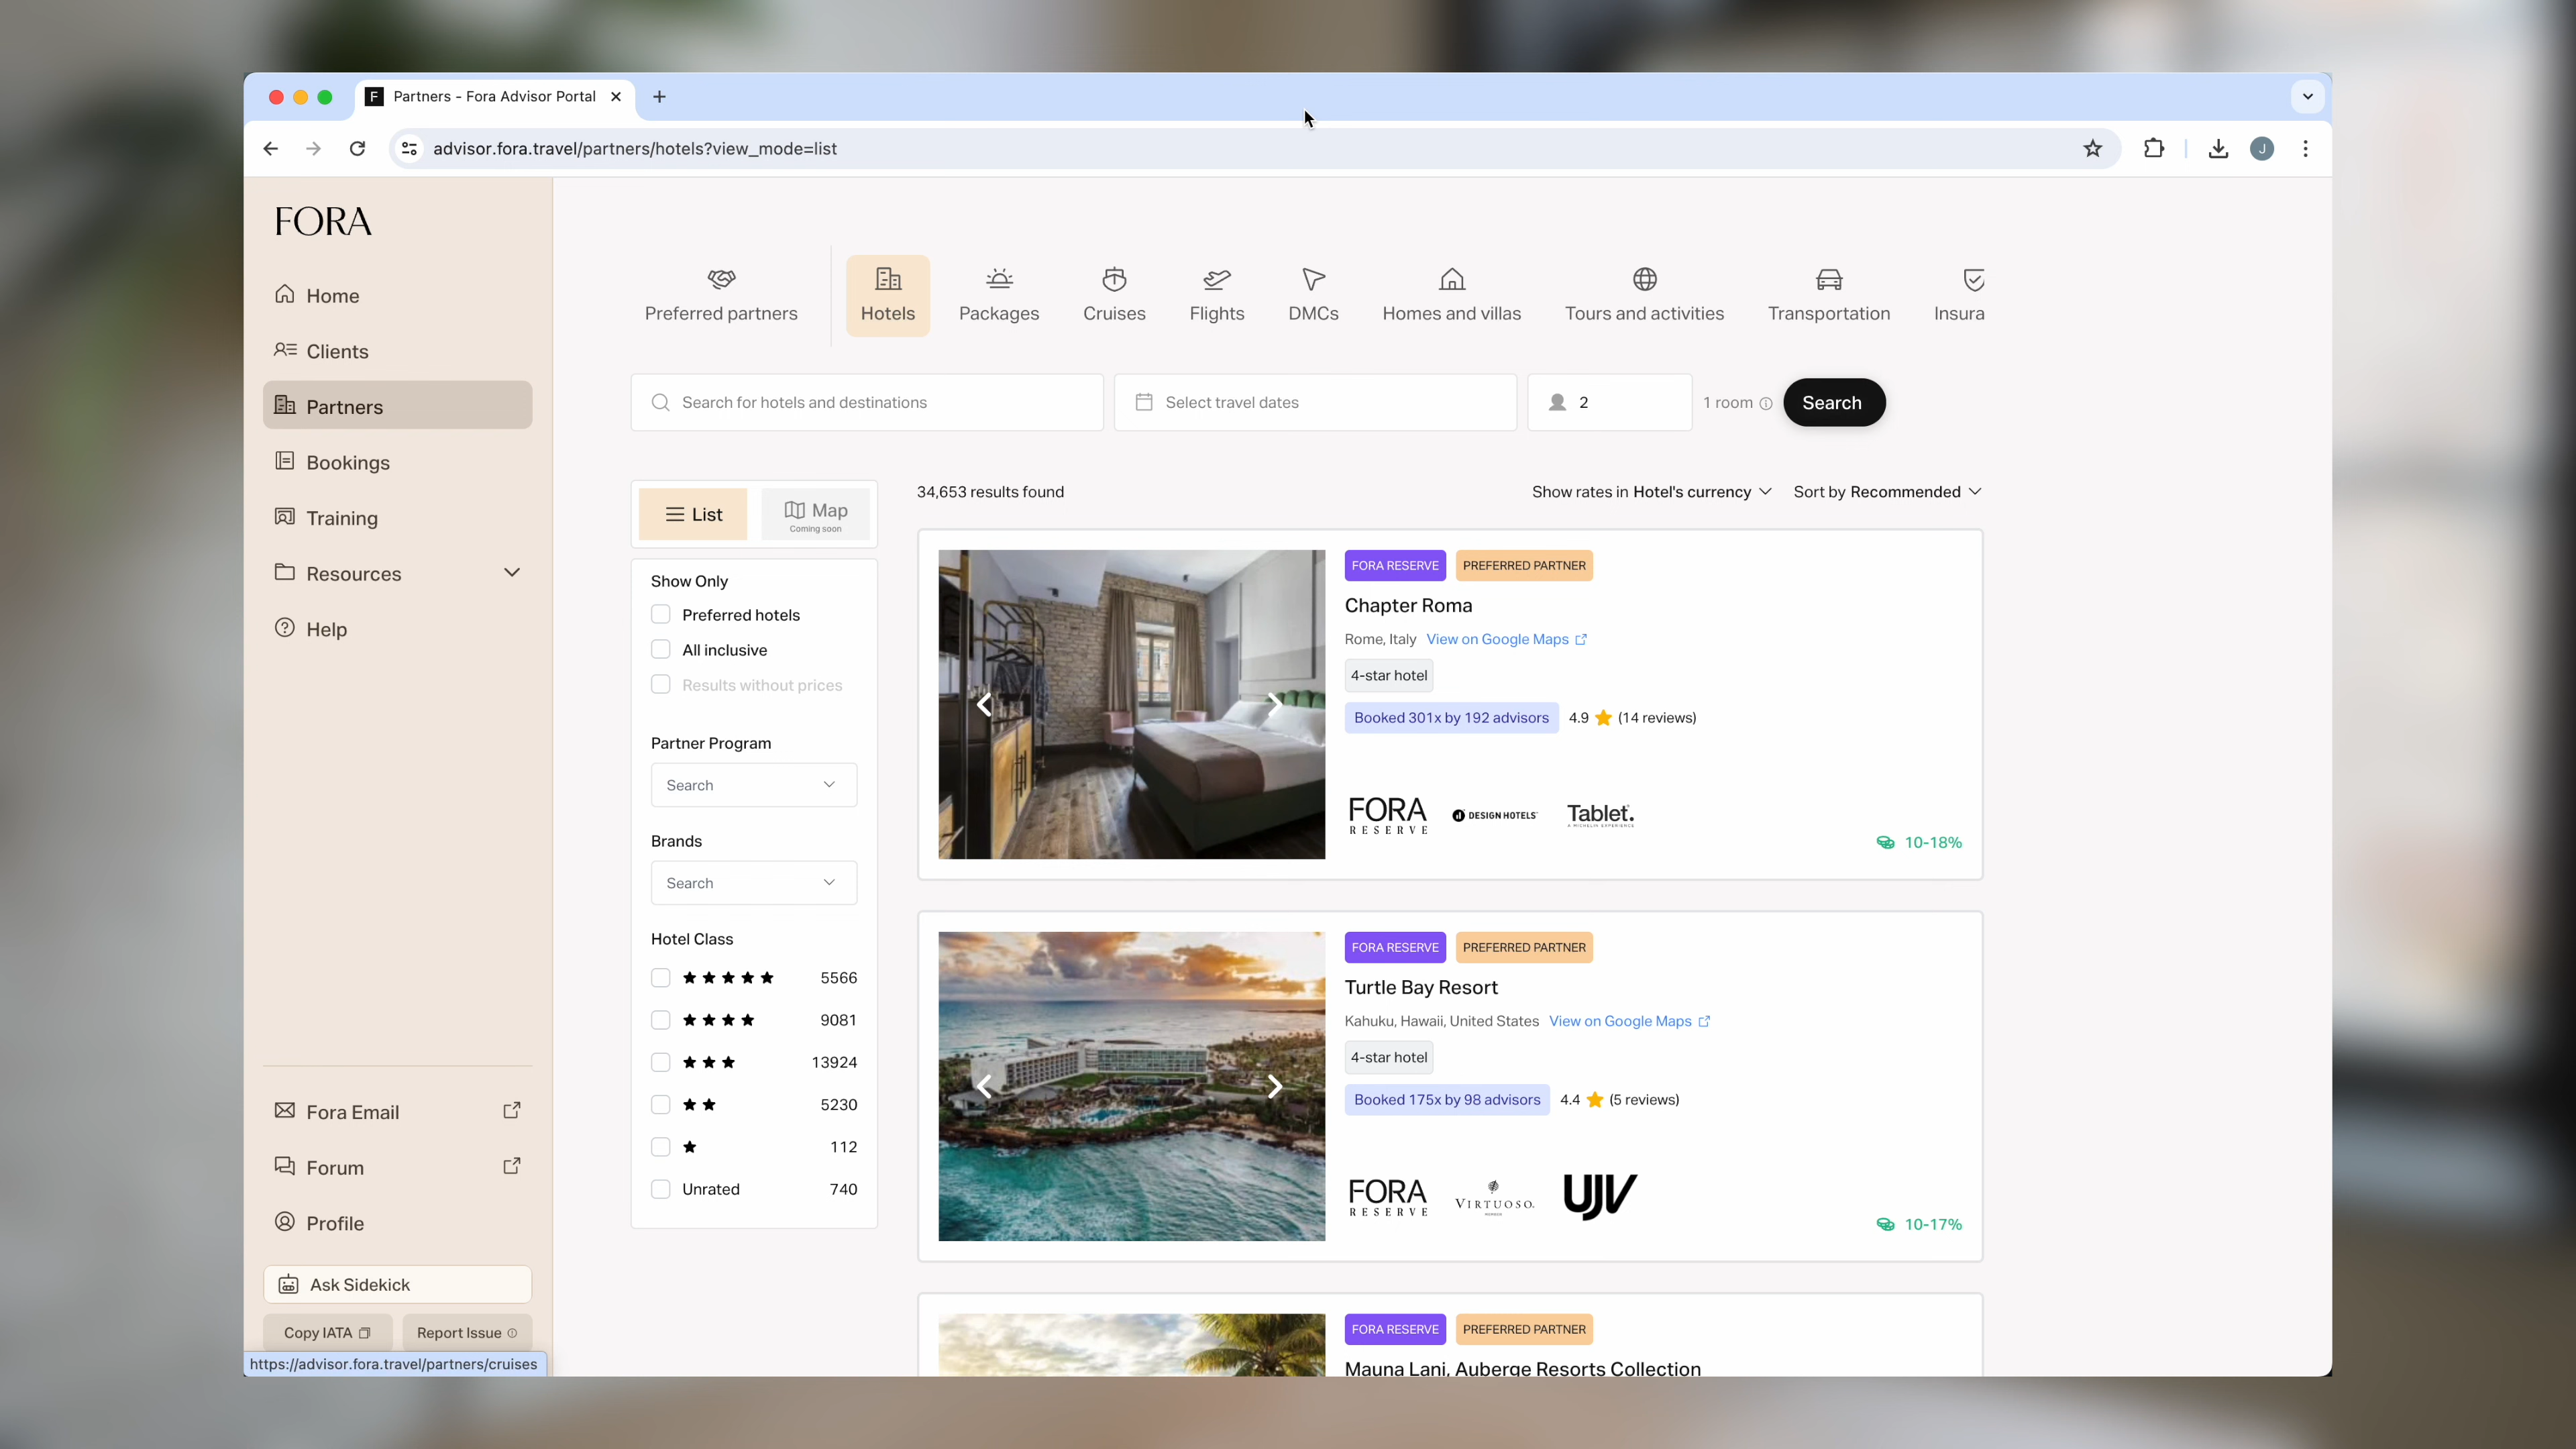 F Partners - Fora Advisor Portal
advisor.fora.travel/partners/hotels?view_mode=list
J
FORA
Home
Clients
Partners
Bookings
Training
Resources
Help
Fora Email
Forum
Profile
Ask Sidekick
Copy IATA
Report Issue
https://advisor.fora.travel/partners/cruises
Preferred partners
Hotels
Packages
Cruises
Flights
DMCs
Homes and villas
Tours and activities
Transportation
Insura
Search for hotels and destinations
Select travel dates
2
1 room
Search
List
Map
Coming soon
Show Only
Preferred hotels
All inclusive
Results without prices
Partner Program
Search
Brands
Search
Hotel Class
5566
9081
13924
5230
112
Unrated 740
34,653 results found
Show rates in Hotel's currency
Sort by Recommended
FORA RESERVE PREFERRED PARTNER
Chapter Roma
Rome, Italy View on Google Maps
4-star hotel
Booked 301x by 192 advisors 4.9 (14 reviews)
FORA
RESERVE
DESIGN HOTELS
Tablet.
10-18%
FORA RESERVE PREFERRED PARTNER
Turtle Bay Resort
Kahuku, Hawaii, United States View on Google Maps
4-star hotel
Booked 175x by 98 advisors 4.4 (5 reviews)
FORA
RESERVE
VIRTUOSO.
UJV
10-17%
FORA RESERVE PREFERRED PARTNER
Mauna Lani, Auberge Resorts Collection